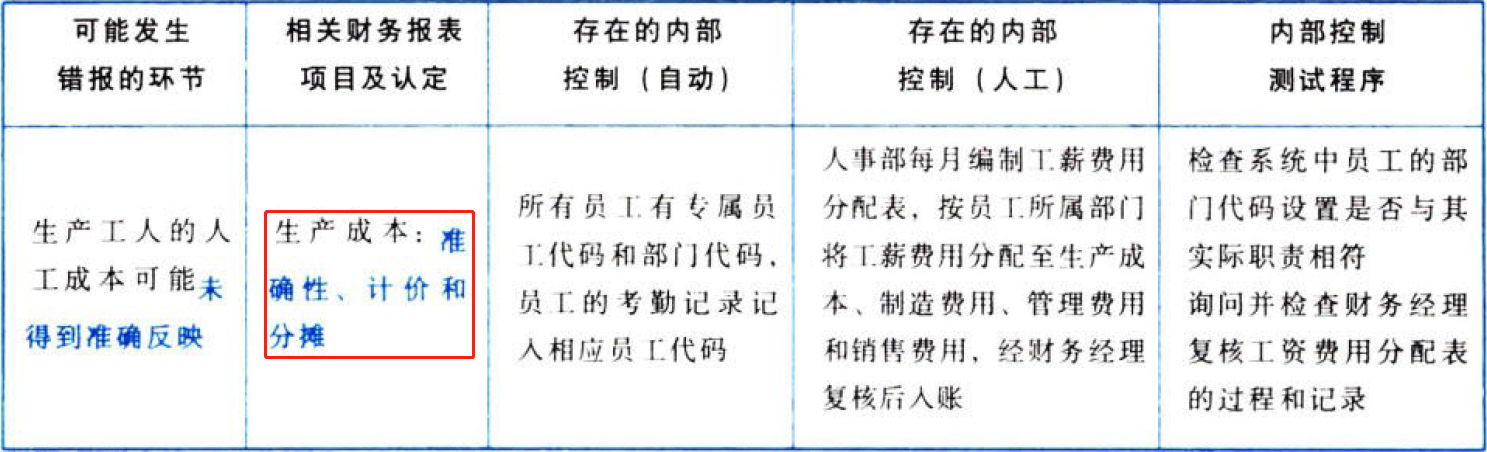 可能发生
错报的环节
相关财务报表
项目及认定
存在的内部
控制（自动）
存在的内部
控制（人工）
内部控制
测试程序
生产工人的人
工成本可能未
得到准确反映
生产成本：准
确性、计价和
分摊
所有员工有专属员
工代码和部门代码，
员工的考勤记录记
入相应员工代码
人事部每月编制工薪费用
分配表，按员工所属部门
将工薪费用分配至生产成
本、制造费用、管理费用
和销售费用，经财务经理
复核后入账
检查系统中员工的部
门代码设置是否与其
实际职责相符
询问并检查财务经理
复核工资费用分配表
的过程和记录